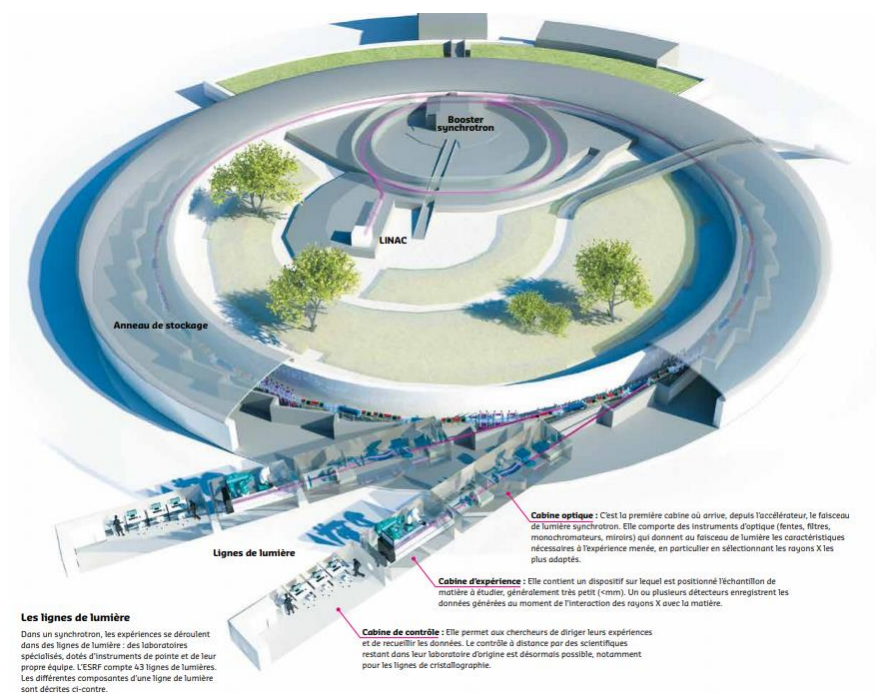 Booster
synchrotron
LINAC
Anneau de stockage
Lignes de lumière
Cabine optique : C'est la première cabine où arrive, depuis l'accélérateur, le faisceau
de lumière synchrotron. Elle comporte des instruments d'optique (fentes, filtres,
monochromateurs, miroirs) qui donnent au faisceau de lumière les caractéristiques
nécessaires à l'expérience menée, en particulier en sélectionnant les rayons X les
plus adaptés.
Cabine d'expérience : Elle contient un dispositif sur lequel est positionné l'échantillon de
matière à étudier, généralement très petit (<mm). Un ou plusieurs détecteurs enregistrent les
données générées au moment de l'interaction des rayons X avec la matière.
Cabine de contrôle : Elle permet aux chercheurs de diriger leurs expériences
et de recueillir les données. Le contrôle à distance par des scientifiques
restant dans leur laboratoire d'origine est désormais possible, notamment
pour les lignes de cristallographie.
Les lignes de lumière
Dans un synchrotron, les expériences se déroulent
dans des lignes de lumière : des laboratoires
spécialisés, dotés d'instruments de pointe et de leur
propre équipe. L'ESRF compte 43 lignes de lumières.
Les différentes composantes d'une ligne de lumière
sont décrites ci-contre.